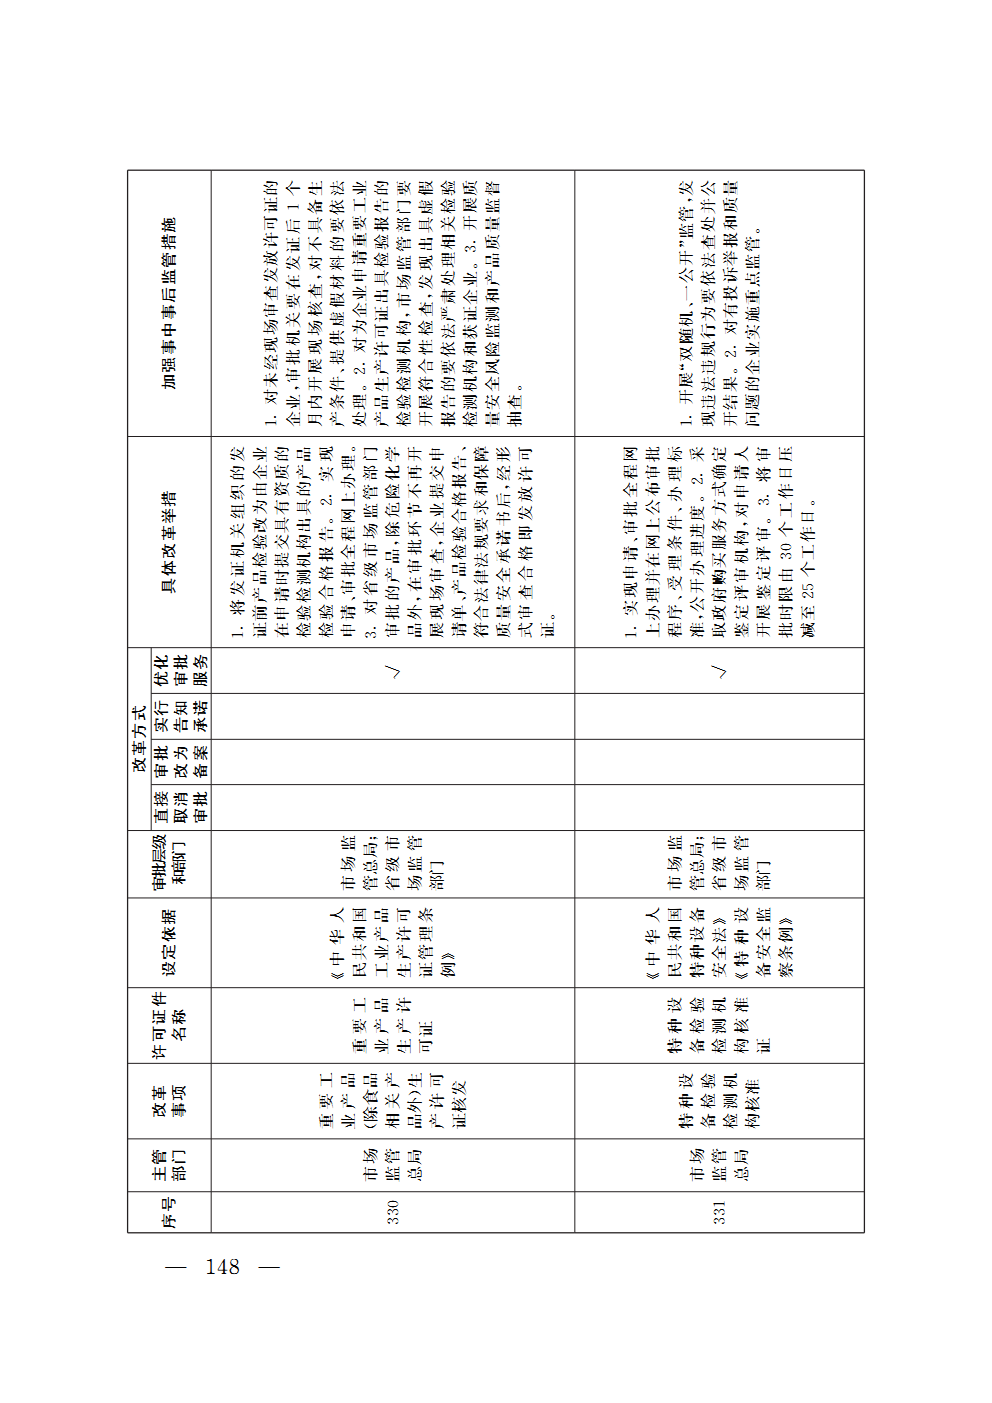 序号
主管
部门
改革
事项
许可证件
名称
设定依据
审批层级
和部门
改革方式
直接
取消
审批
审批
改为
备案
实行
告知
承诺
优化
审批
服务
具体改革举措
加强事中事后监管措施
330
市场
监管
总局
重要工
业产品
(除食品
相关产
品外)生
产许可
证核发
重要工
业产品
生产许
可证
《中华人
民共和国
工业产品
生产许可
证管理条
例》
市场监
管总局;
省级市
场监管
部门
√
1. 将发证机关组织的发
证前产品检验改为由企业
在申请时提交具有资质的
检验检测机构出具的产品
检验合格报告。2. 实现
申请、审批全程网上办理。
3. 对省级市场监管部门
审批的产品,除危险化学
品外,在审批环节不再开
展现场审查,企业提交申
请单、产品检验合格报告、
符合法律法规要求和保障
质量安全承诺书后,经形
式审查合格即发放许可
证。
1. 对未经现场审查发放许可证的
企业,审批机关要在发证后 1 个
月内开展现场核查,对不具备生
产条件、提供虚假材料的要依法
处理。2. 对为企业申请重要工业
产品生产许可证出具检验报告的
检验检测机构,市场监管部门要
开展符合性检查,发现出具虚假
报告的要依法严肃处理相关检验
检测机构和获证企业。3. 开展质
量安全风险监测和产品质量监督
抽查。
331
市场
监管
总局
特种设
备检验
检测机
构核准
特种设
备检验
检测机
构核准
证
《中华人
民共和国
特种设备
安全法》
《特种设
备安全监
察条例》
市场监
管总局;
省级市
场监管
部门
√
1. 实现申请、审批全程网
上办理并在网上公布审批
程序、受理条件、办理标
准,公开办理进度。2. 采
取政府购买服务方式确定
鉴定评审机构,对申请人
开展鉴定评审。3. 将审
批时限由 30 个工作日压
减至 25 个工作日。
1. 开展“双随机、一公开”监管,发
现违法违规行为要依法查处并公
开结果。2. 对有投诉举报和质量
问题的企业实施重点监管。
— 148 —